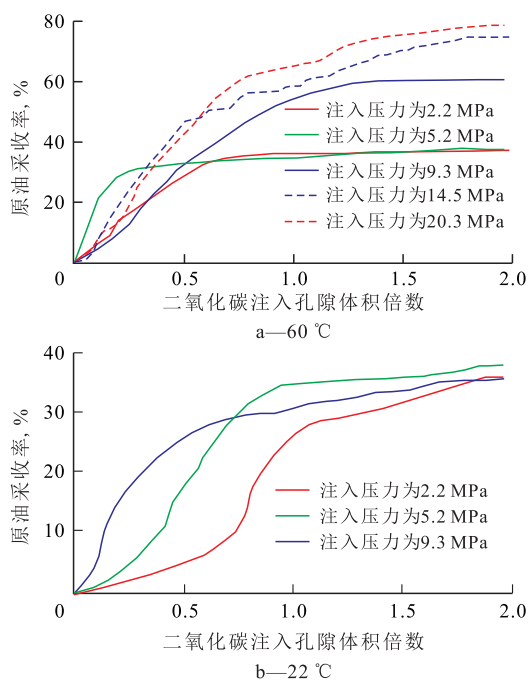 80
60
40
20
0
0.5
1.0
1.5
2.0
原油采收率, %
注入压力为2.2 MPa
注入压力为5.2 MPa
注入压力为9.3 MPa
注入压力为14.5 MPa
注入压力为20.3 MPa
二氧化碳注入孔隙体积倍数
a—60 ℃
40
30
20
10
0
0.5
1.0
1.5
2.0
原油采收率, %
注入压力为2.2 MPa
注入压力为5.2 MPa
注入压力为9.3 MPa
二氧化碳注入孔隙体积倍数
b—22 ℃